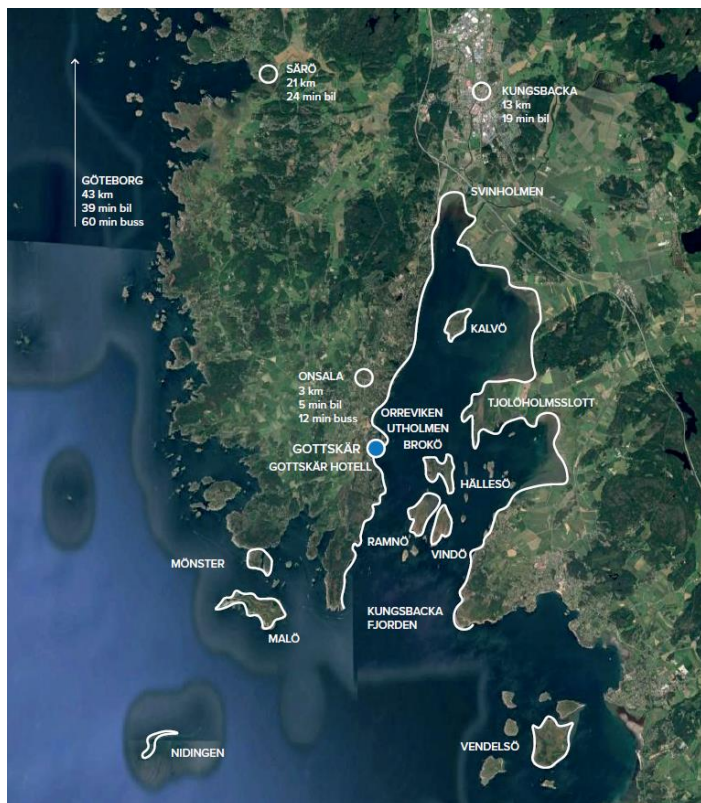 SÄRÖ
21 km
24 min bil
KUNGSBACKA
13 km
19 min bil
GÖTEBORG
43 km
39 min bil
60 min buss
SVINHOLMEN
KALVÖ
ONSALA
3 km
5 min bil
12 min buss
TJOLÖHOLMSSLOTT
ORREVIKEN
UTHOLMEN
BROKÖ
GOTTSKÄR
GOTTSKÄR HOTELL
HÄLLESÖ
RAMNÖ
VINDÖ
MÖNSTER
KUNGSBACKA
FJORDEN
MALÖ
NIDINGEN
VENDELSÖ